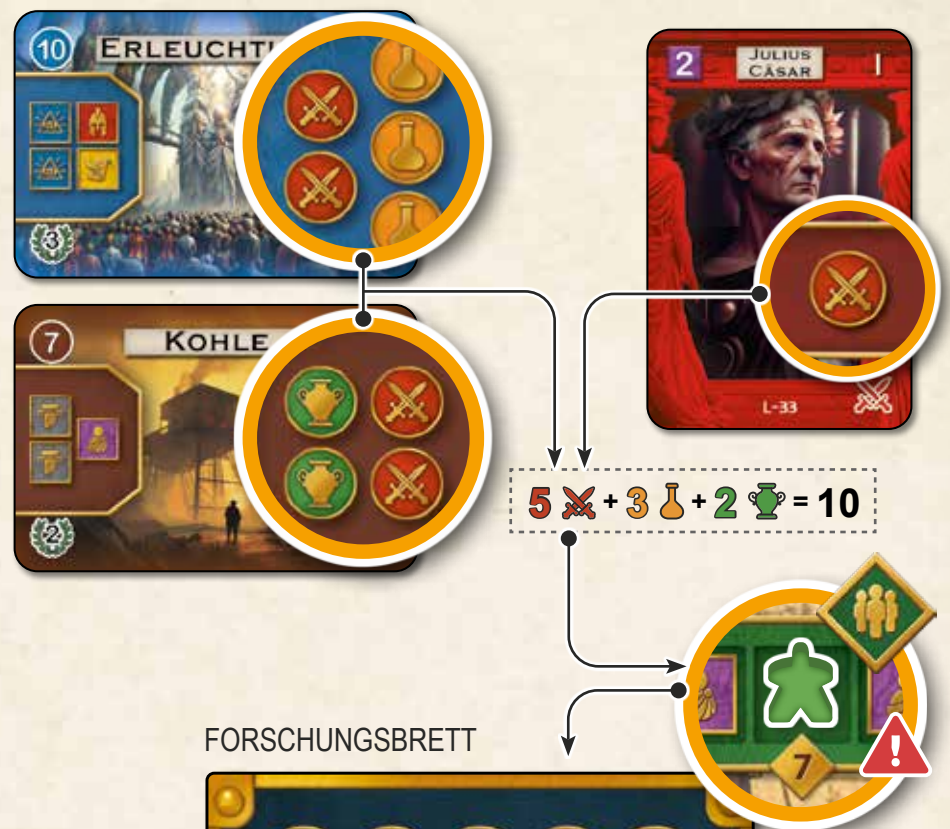 10
ERLEUCHT
3
7
KOHLE
2
2
JULIUS
CÄSAR
I
L-33
5 + 3 + 2 = 10
7
!
FORSCHUNGSBRETT